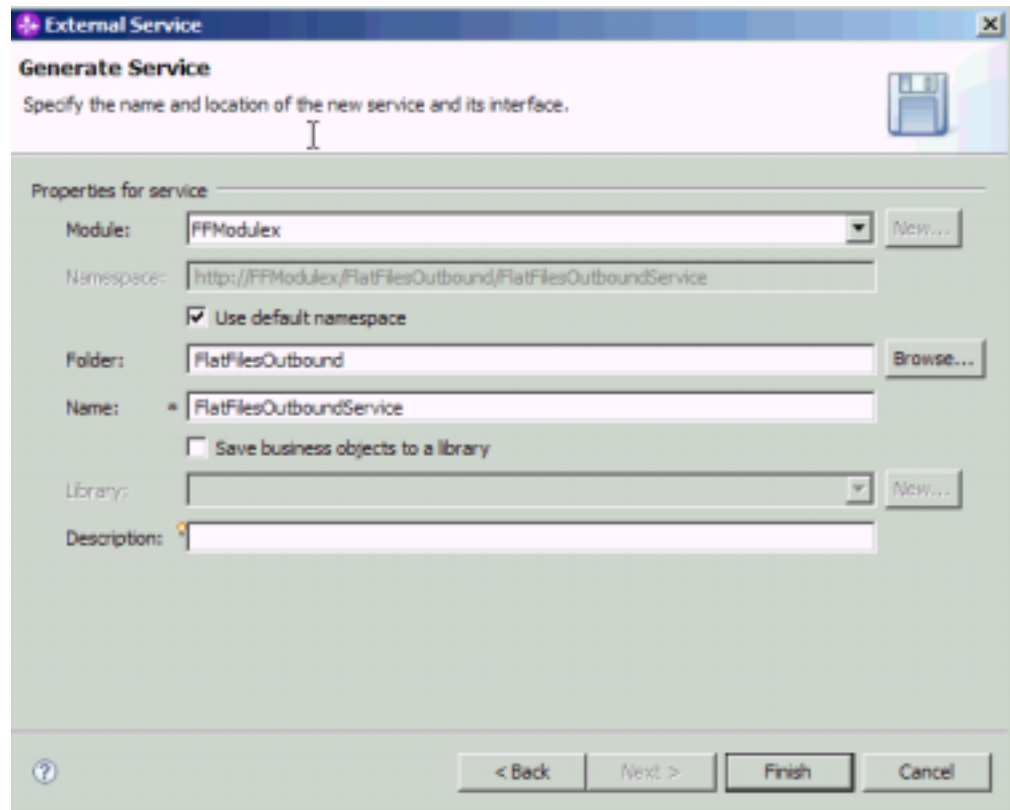 External Service
Generate Service
Specify the name and location of the new service and its interface.
Properties for service
Module: FFModulex New...
Namespace: http://FFModulex/FlatFilesOutbound/FlatFilesOutboundService
Use default namespace
Folder: FlatFilesOutbound Browse...
Name: * FlatFilesOutboundService
Save business objects to a library
Library: New...
Description:
? < Back Next > Finish Cancel